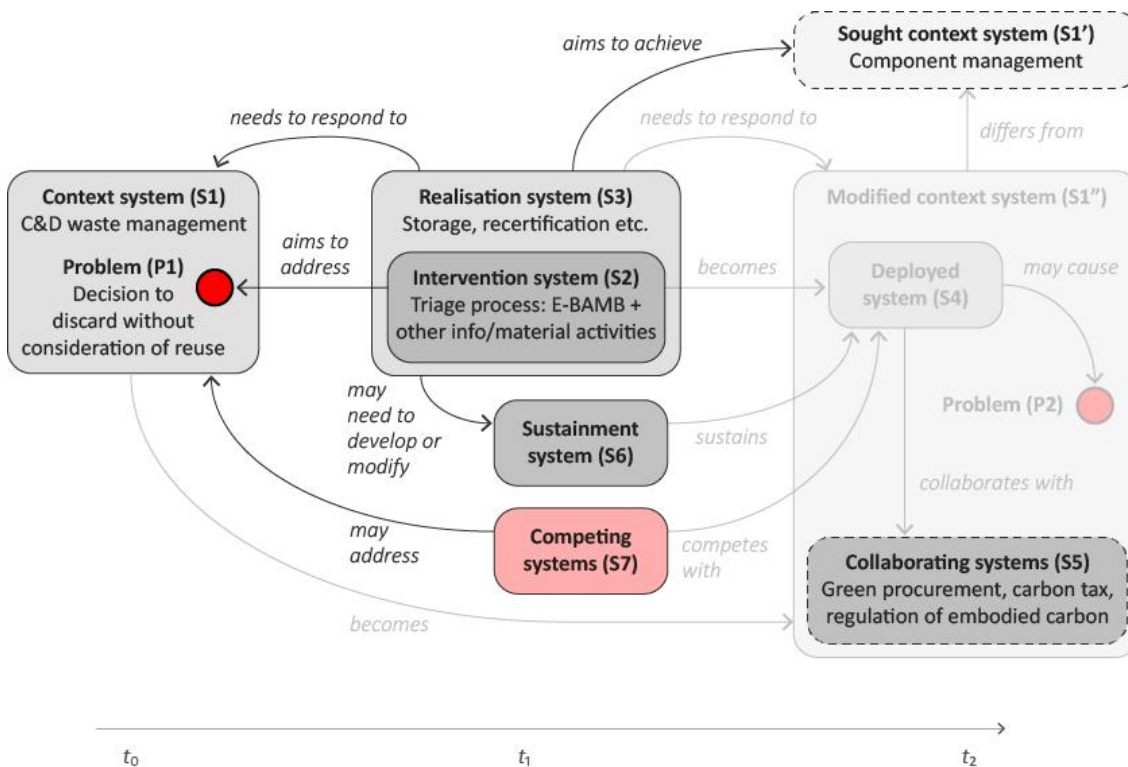 Sought context system (S1')
Component management
aims to achieve
needs to respond to
needs to respond to
differs from
Context system (S1)
C&D waste management
Problem (P1)
Decision to
discard without
consideration of reuse
aims to
address
Realisation system (S3)
Storage, recertification etc.
Intervention system (S2)
Triage process: E-BAMB +
other info/material activities
becomes
Modified context system (S1”)
Deployed
system (S4)
may cause
Problem (P2)
may
need to
develop or
modify
Sustainment
system (S6)
sustains
collaborates with
may
address
Competing
systems (S7)
competes
with
Collaborating systems (S5)
Green procurement, carbon tax,
regulation of embodied carbon
becomes
t0
t1
t2